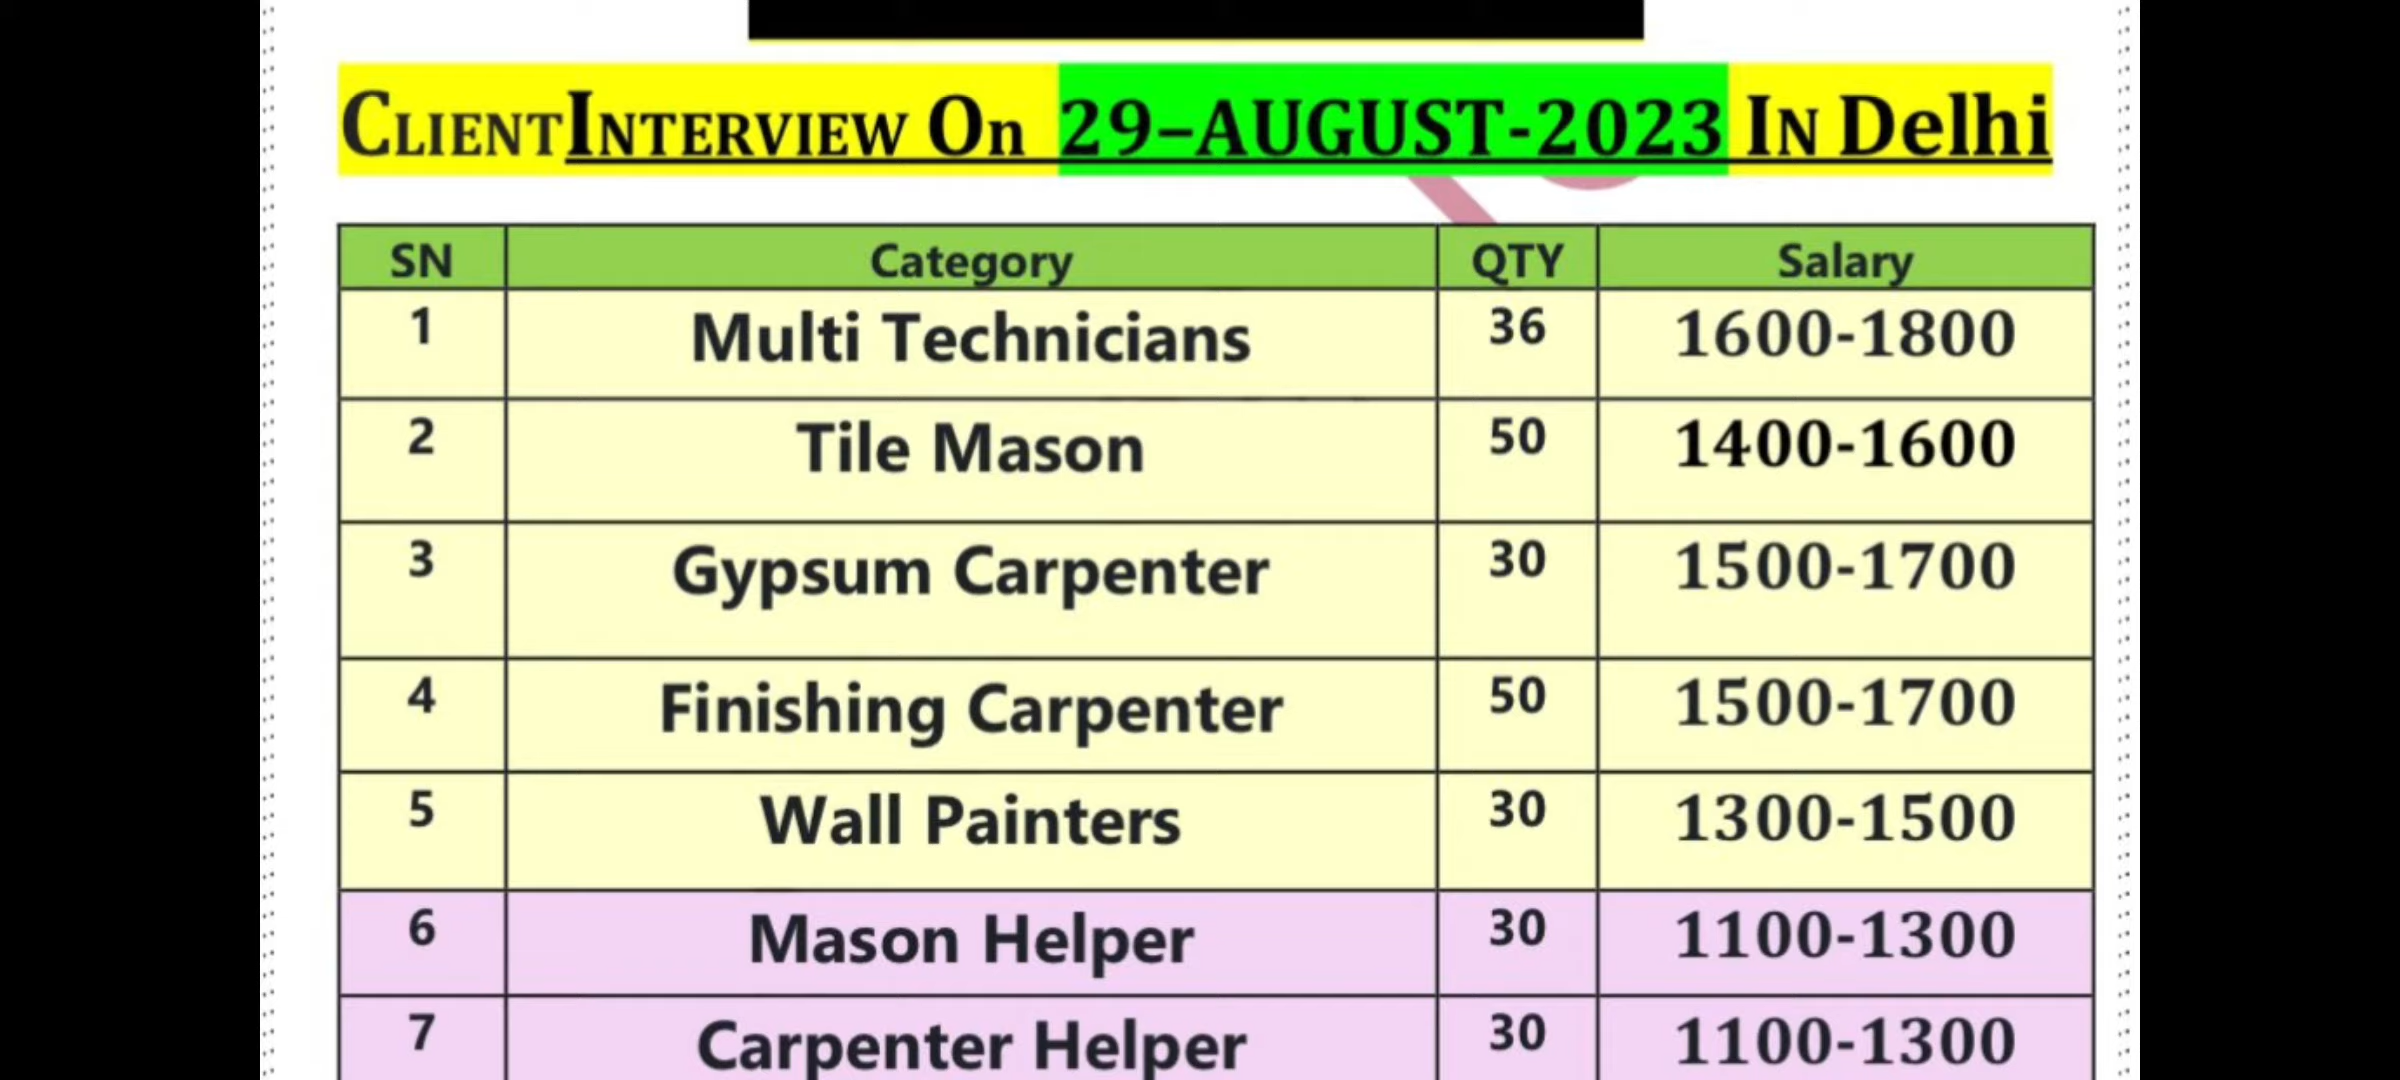 CLIENTINTERVIEW On 29–AUGUST-2023 IN Delhi
SN Category QTY Salary
1 Multi Technicians 36 1600-1800
2 Tile Mason 50 1400-1600
3 Gypsum Carpenter 30 1500-1700
4 Finishing Carpenter 50 1500-1700
5 Wall Painters 30 1300-1500
6 Mason Helper 30 1100-1300
7 Carpenter Helper 30 1100-1300